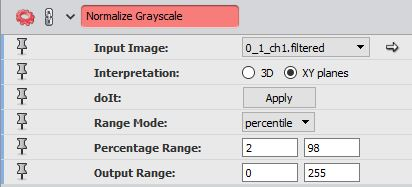 Normalize Grayscale
Input Image: 0_1_ch1.filtered
Interpretation: 3D XY planes
doIt: Apply
Range Mode: percentile
Percentage Range: 2 98
Output Range: 0 255